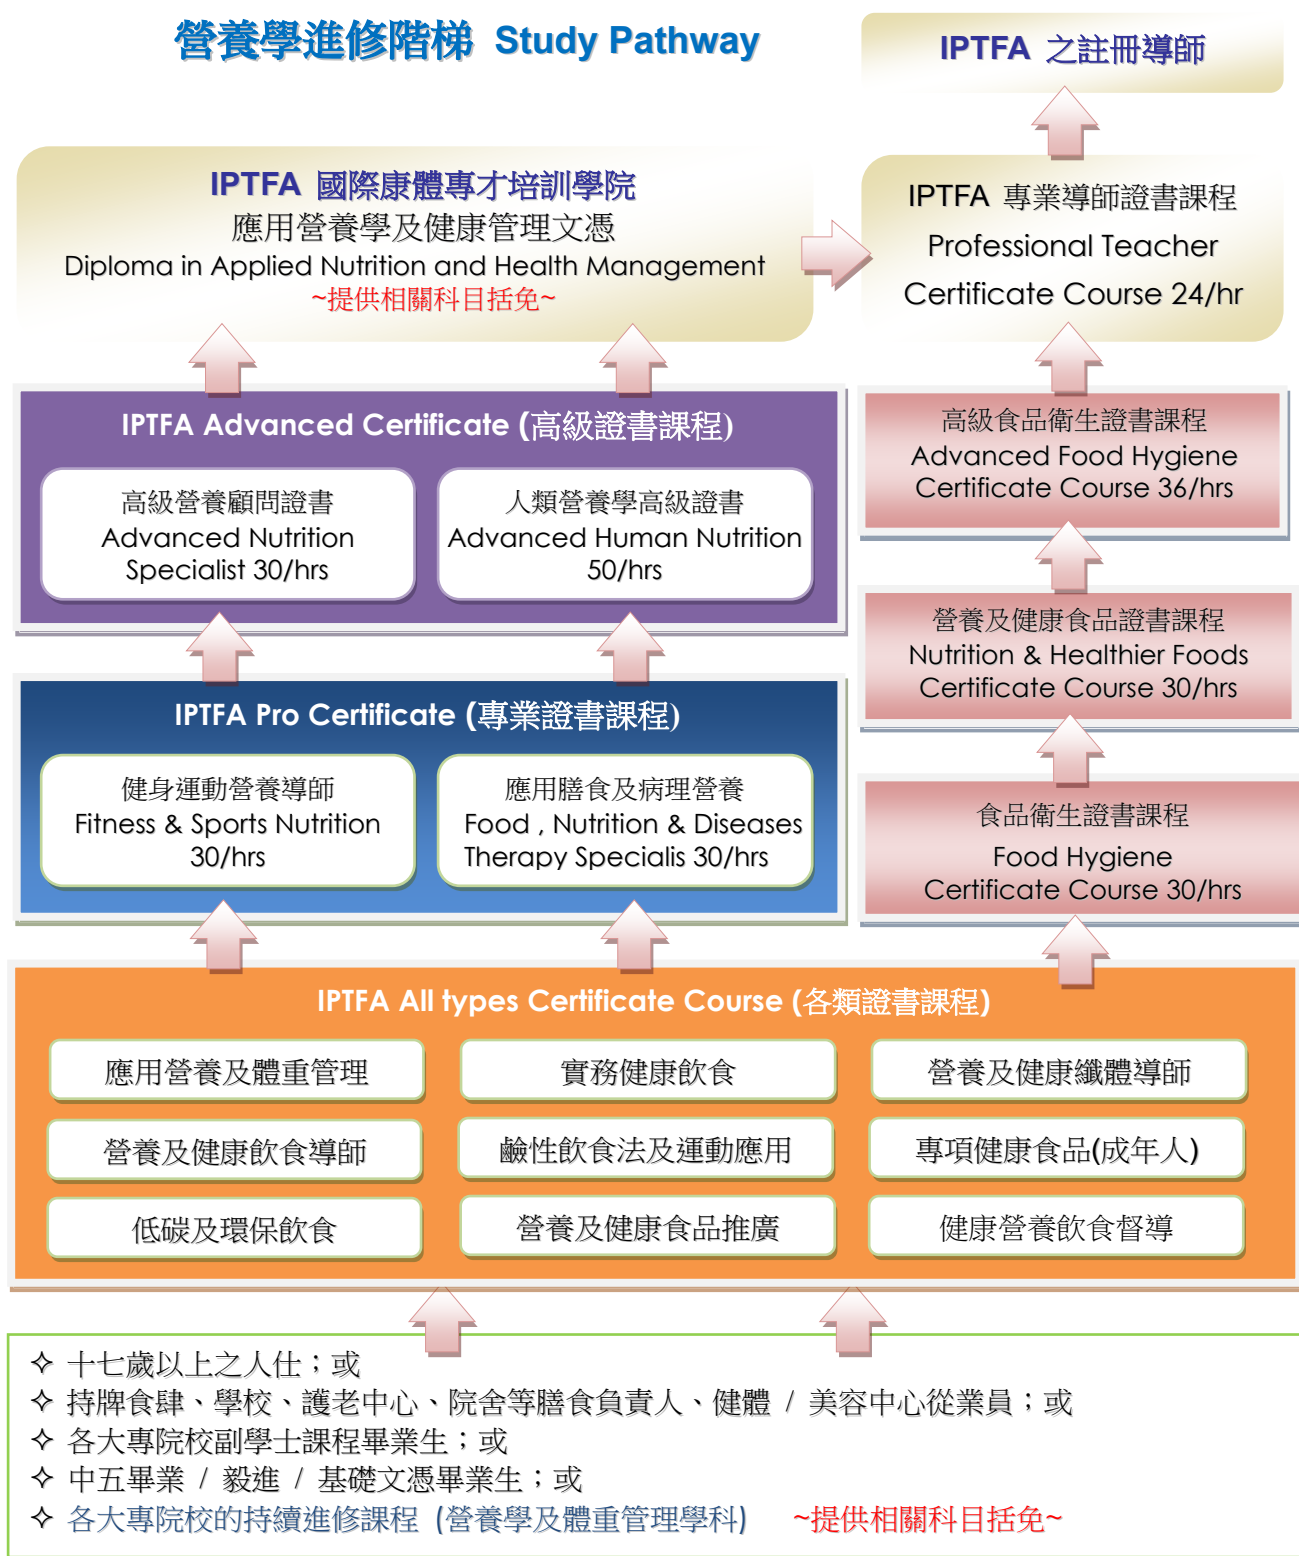 營養學進修階梯 Study Pathway
IPTFA 之註冊導師
IPTFA 國際康體專才培訓學院
應用營養學及健康管理文憑
Diploma in Applied Nutrition and Health Management
~提供相關科目括免~
IPTFA 專業導師證書課程
Professional Teacher
Certificate Course 24/hr
IPTFA Advanced Certificate (高級證書課程)
高級營養顧問證書
Advanced Nutrition
Specialist 30/hrs
人類營養學高級證書
Advanced Human Nutrition
50/hrs
高級食品衛生證書課程
Advanced Food Hygiene
Certificate Course 36/hrs
營養及健康食品證書課程
Nutrition & Healthier Foods
Certificate Course 30/hrs
IPTFA Pro Certificate (專業證書課程)
健身運動營養導師
Fitness & Sports Nutrition
30/hrs
應用膳食及病理營養
Food , Nutrition & Diseases
Therapy Specialis 30/hrs
食品衛生證書課程
Food Hygiene
Certificate Course 30/hrs
IPTFA All types Certificate Course (各類證書課程)
應用營養及體重管理
實務健康飲食
營養及健康纖體導師
營養及健康飲食導師
鹼性飲食法及運動應用
專項健康食品(成年人)
低碳及環保飲食
營養及健康食品推廣
健康營養飲食督導
✧ 十七歲以上之人仕；或
✧ 持牌食肆、學校、護老中心、院舍等膳食負責人、健體 / 美容中心從業員；或
✧ 各大專院校副學士課程畢業生；或
✧ 中五畢業 / 毅進 / 基礎文憑畢業生；或
✧ 各大專院校的持續進修課程 (營養學及體重管理學科) ~提供相關科目括免~